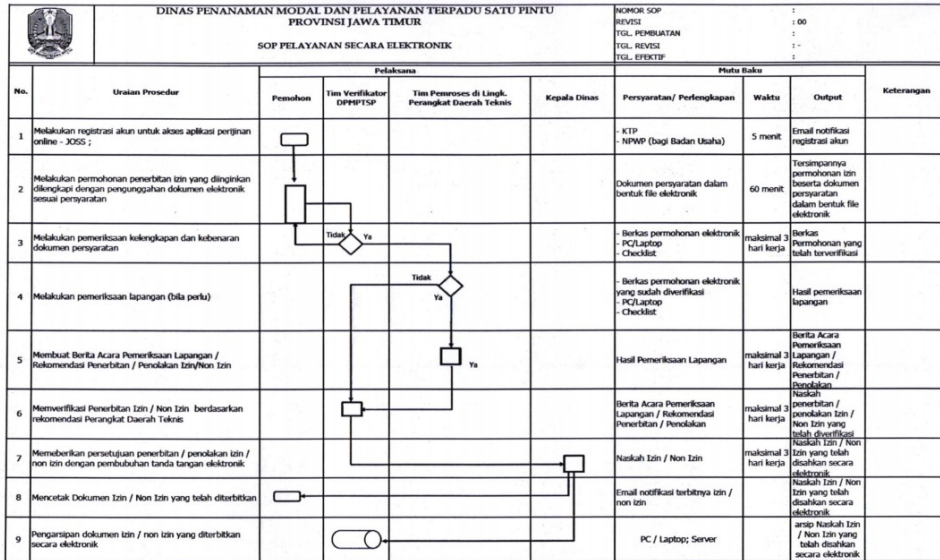 DINAS PENANAMAN MODAL DAN PELAYANAN TERPADU SATU PINTU
PROVINSI JAWA TIMUR
SOP PELAYANAN SECARA ELEKTRONIK
NOMOR SOP :
REVISI : 00
TGL. PEMBUATAN :
TGL. REVISI : -
TGL. EFEKTIF :
No.
Uraian Prosedur
Pelaksana
Mutu Baku
Keterangan
Pemohon
Tim Verifikator
DPMPTSP
Tim Pemroses di Lingk.
Perangkat Daerah Teknis
Kepala Dinas
Persyaratan/ Perlengkapan
Waktu
Output
1
Melakukan registrasi akun untuk akses aplikasi perijinan
online - JOSS ;
- KTP
- NPWP (bagi Badan Usaha)
5 menit
Email notifikasi
registrasi akun
2
Melakukan permohonan penerbitan izin yang diinginkan
dilengkapi dengan pengunggahan dokumen elektronik
sesuai persyaratan
Dokumen persyaratan dalam
bentuk file elektronik
60 menit
Tersimpannya
permohonan izin
beserta dokumen
persyaratan
dalam bentuk file
elektronik
3
Melakukan pemeriksaan kelengkapan dan kebenaran
dokumen persyaratan
Tidak
Ya
- Berkas permohonan elektronik
- PC/Laptop
- Checklist
maksimal 3
hari kerja
Berkas
Permohonan yang
telah terverifikasi
4
Melakukan pemeriksaan lapangan (bila perlu)
Tidak
Ya
- Berkas permohonan elektronik
yang sudah diverifikasi
- PC/Laptop
- Checklist
Hasil pemeriksaan
lapangan
5
Membuat Berita Acara Pemeriksaan Lapangan /
Rekomendasi Penerbitan / Penolakan Izin/Non Izin
Ya
Hasil Pemeriksaan Lapangan
maksimal 3
hari kerja
Berita Acara
Pemeriksaan
Lapangan /
Rekomendasi
Penerbitan /
Penolakan
6
Memverifikasi Penerbitan Izin / Non Izin berdasarkan
rekomendasi Perangkat Daerah Teknis
Berita Acara Pemeriksaan
Lapangan / Rekomendasi
Penerbitan / Penolakan
maksimal 3
hari kerja
Naskah
penerbitan /
penolakan Izin /
Non Izin yang
telah diverifikasi
7
Memeberikan persetujuan penerbitan / penolakan izin /
non izin dengan pembubuhan tanda tangan elektronik
Naskah Izin / Non Izin
maksimal 3
hari kerja
Naskah Izin / Non
Izin yang telah
disahkan secara
elektronik
8
Mencetak Dokumen Izin / Non Izin yang telah diterbitkan
Email notifikasi terbitnya izin /
non izin
Naskah Izin / Non
Izin yang telah
disahkan secara
elektronik
9
Pengarsipan dokumen izin / non izin yang diterbitkan
secara elektronik
PC / Laptop; Server
arsip Naskah Izin
/ Non Izin yang
telah disahkan
secara elektronik